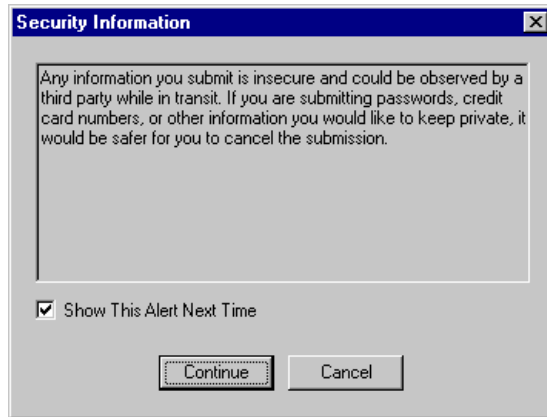 Security Information
Any information you submit is insecure and could be observed by a
third party while in transit. If you are submitting passwords, credit
card numbers, or other information you would like to keep private, it
would be safer for you to cancel the submission.
Show This Alert Next Time
Continue
Cancel